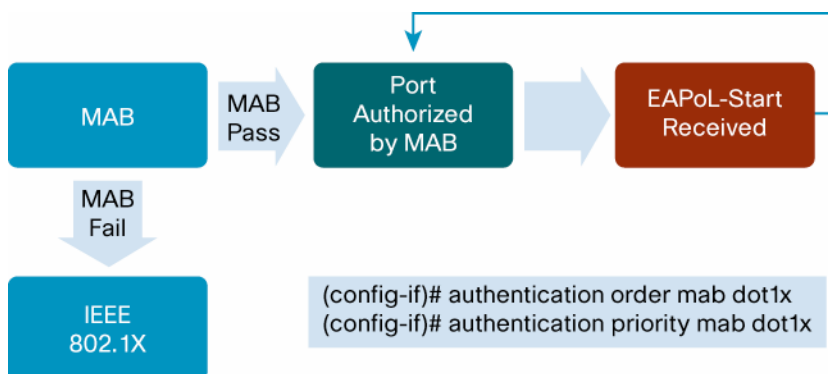 MAB
MAB
Pass
Port
Authorized
by MAB
EAPoL-Start
Received
MAB
Fail
IEEE
802.1X
(config-if)# authentication order mab dot1x
(config-if)# authentication priority mab dot1x